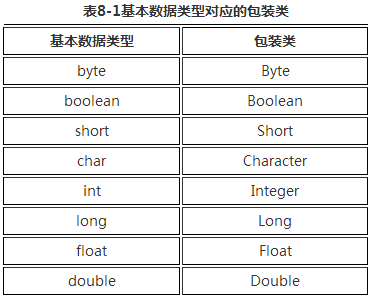 表8-1基本数据类型对应的包装类
基本数据类型 包装类
byte Byte
boolean Boolean
short Short
char Character
int Integer
long Long
float Float
double Double